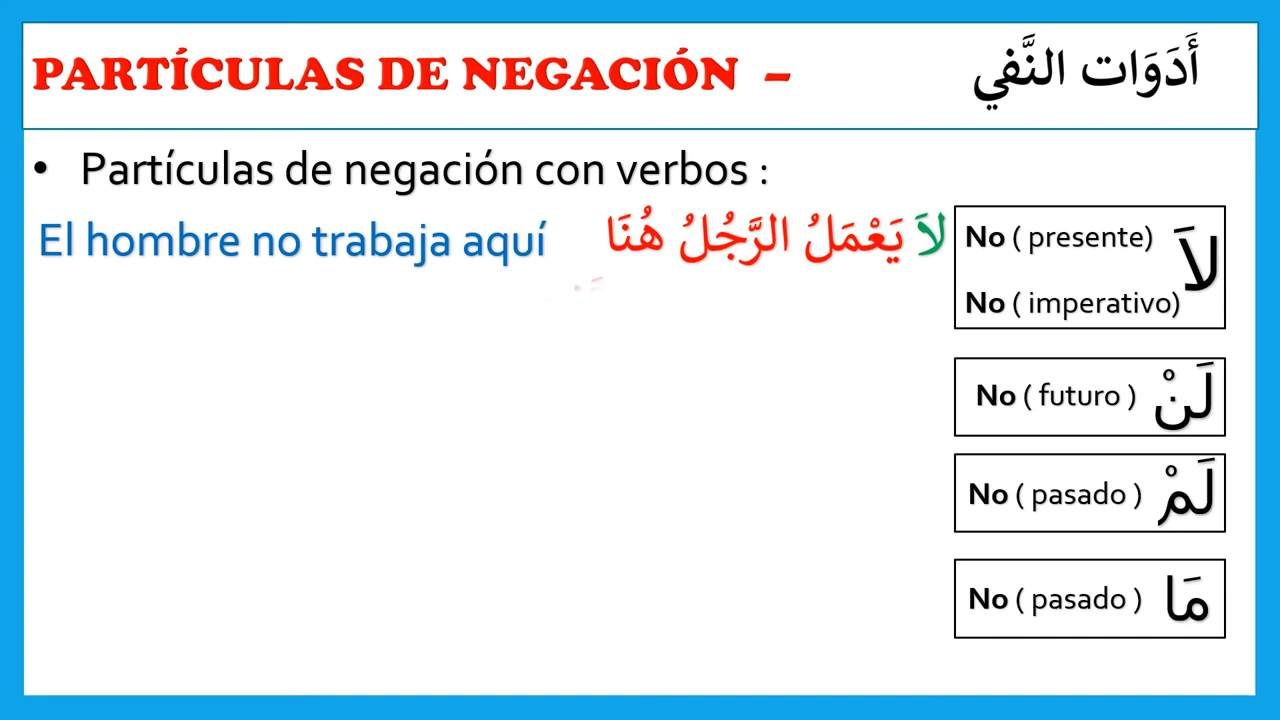 PARTÍCULAS DE NEGACIÓN – أَدَوَات النَّفي
• Partículas de negación con verbos :
El hombre no trabaja aquí لاَ يَعْمَلُ الرَّجُلُ هُنَا
No ( presente)
No ( imperativo)
لاَ
No ( futuro ) لَنْ
No ( pasado ) لَمْ
No ( pasado ) مَا